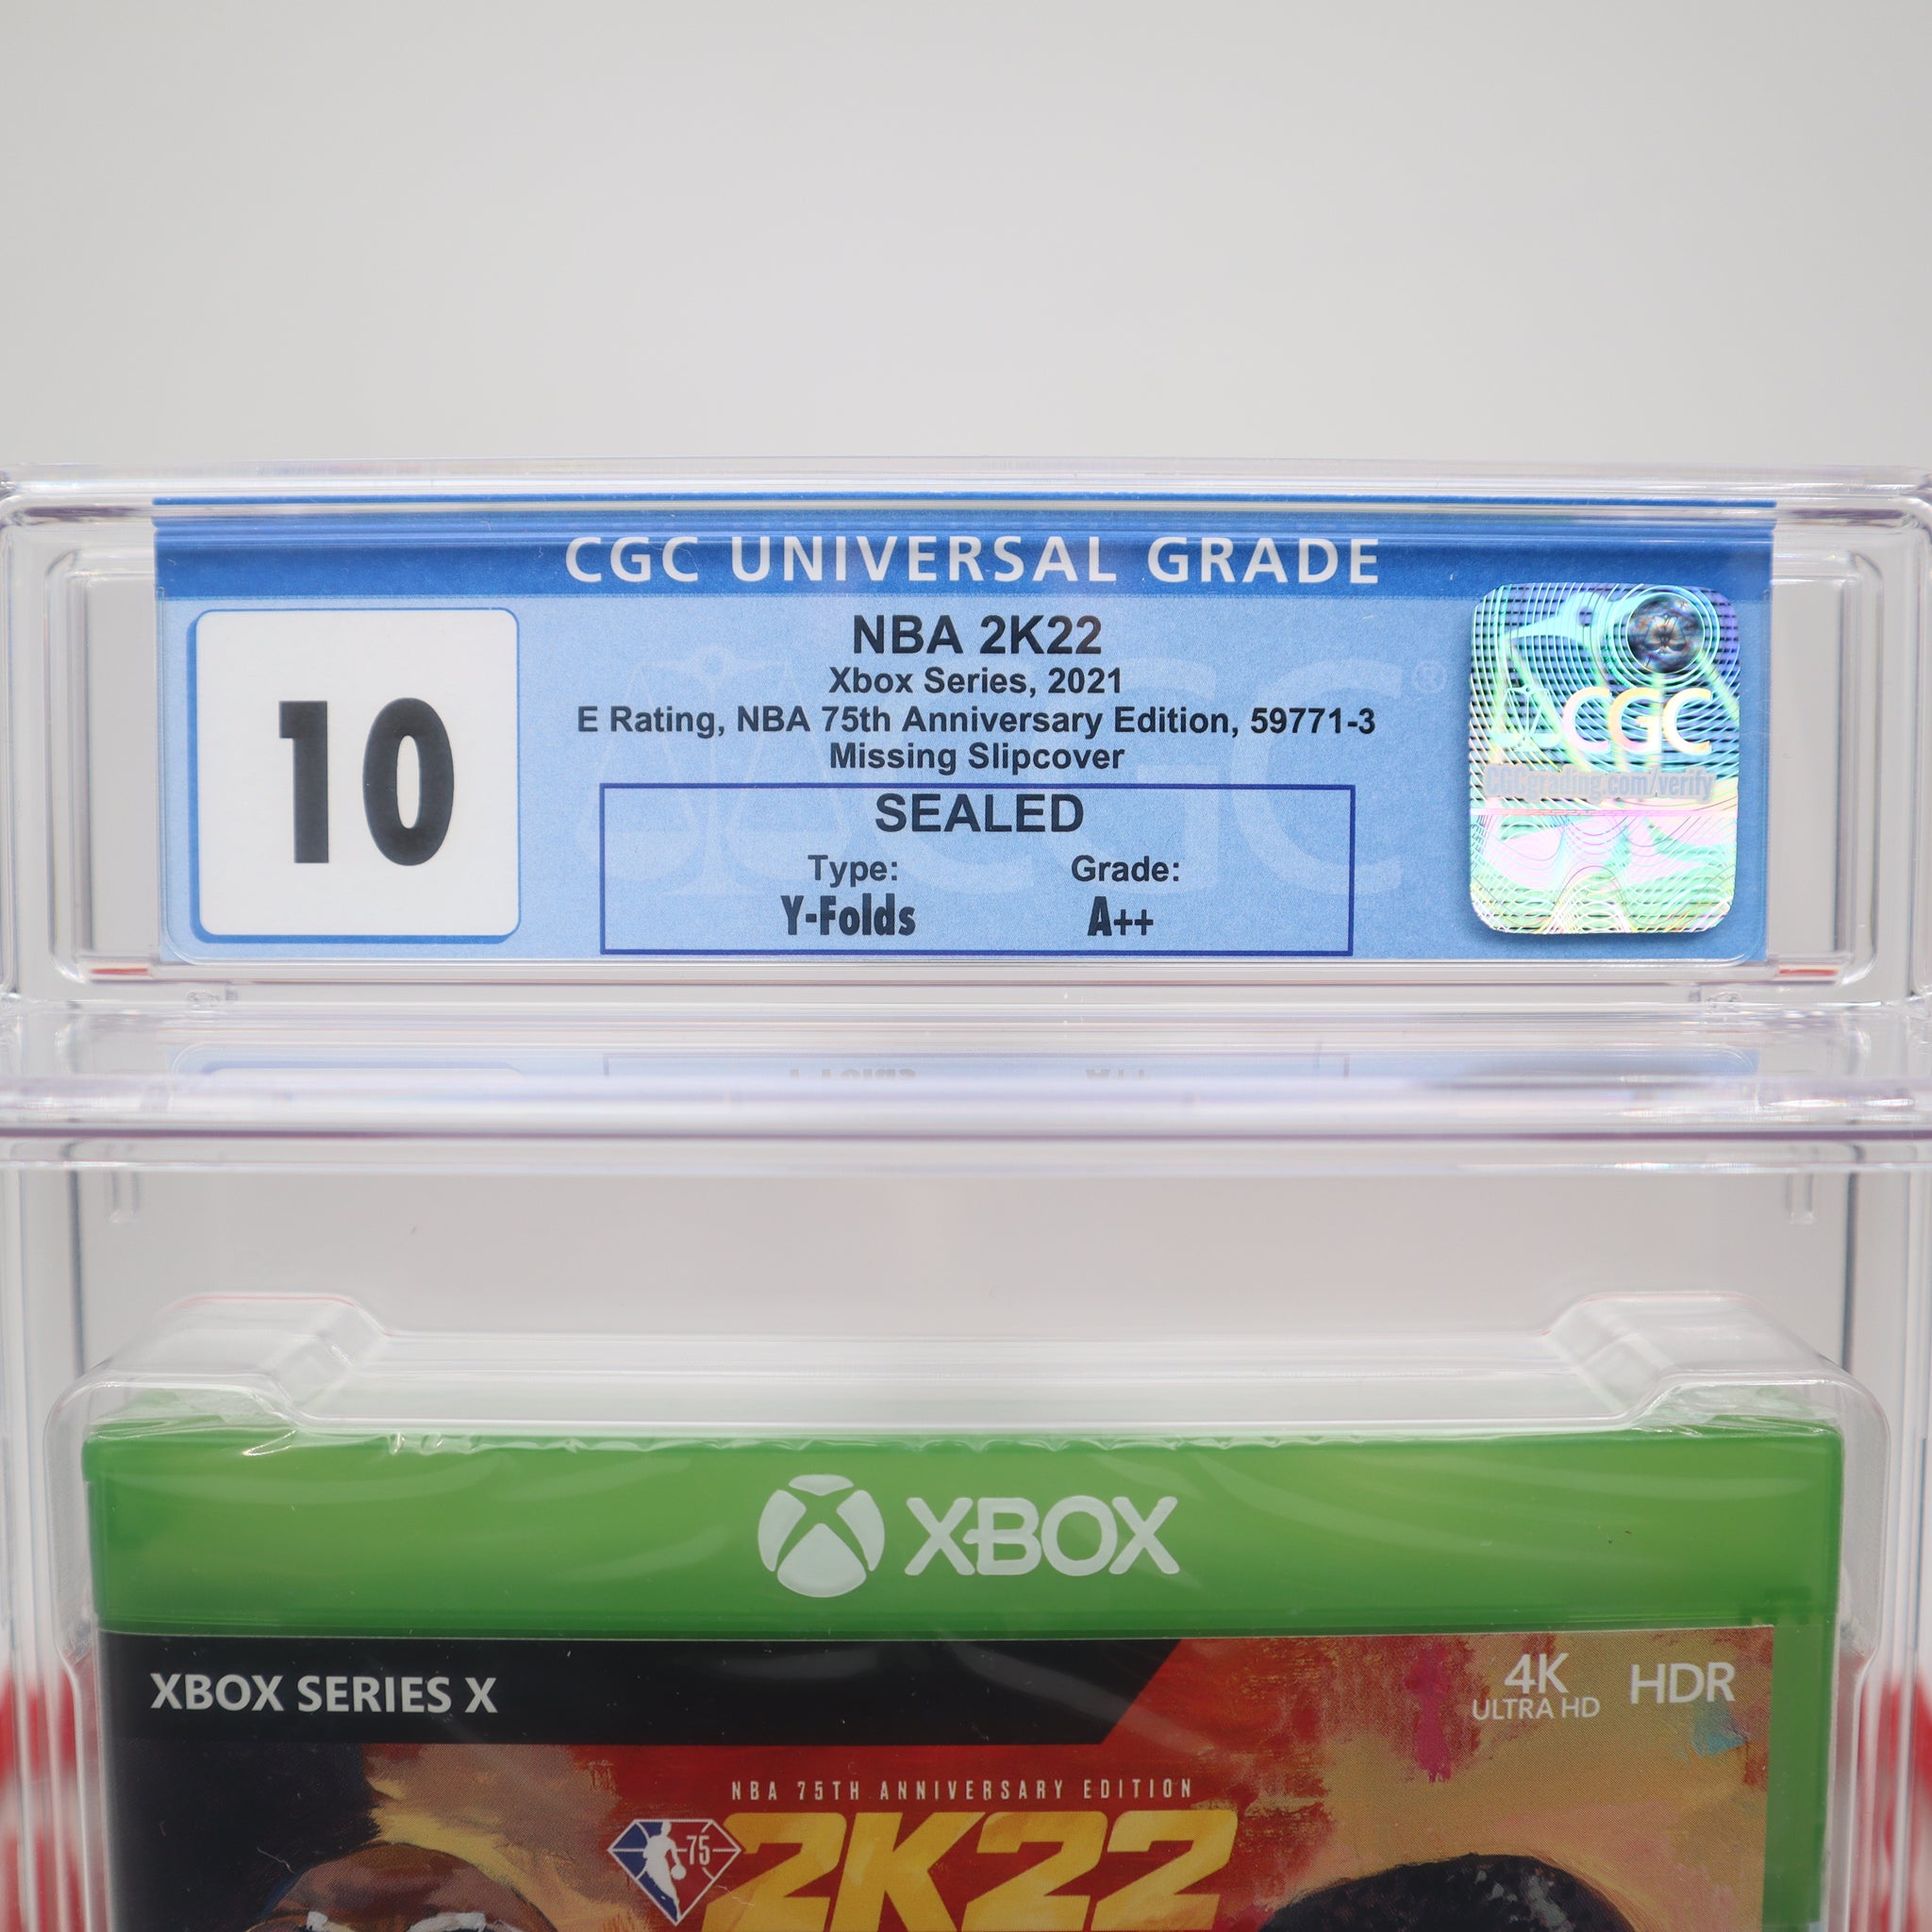 CGC UNIVERSAL GRADE
10
NBA 2K22
Xbox Series, 2021
E Rating, NBA 75th Anniversary Edition, 59771-3
Missing Slipcover
SEALED
Type: Grade:
Y-Folds A++
CGC
CGCgrading.com/verify
CGC®
XBOX
XBOX SERIES X
4K
ULTRA HD
HDR
NBA 75TH ANNIVERSARY EDITION
75
2K22